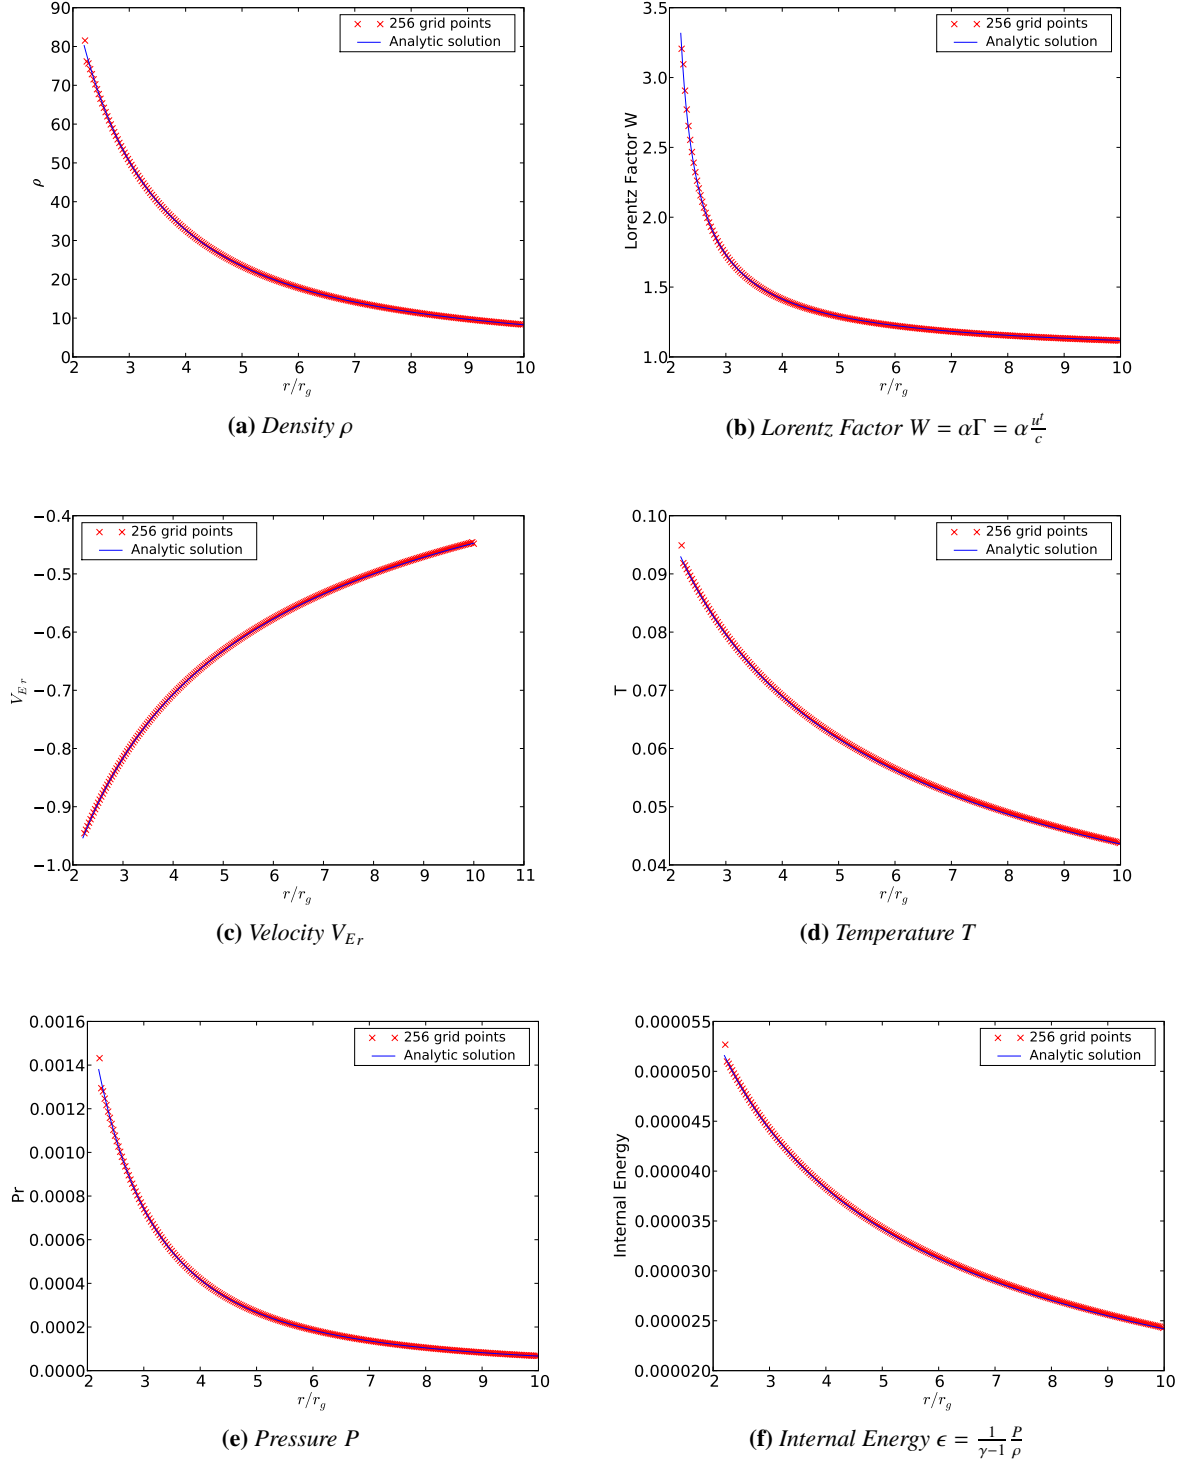 90
80
70
60
50
40
30
20
10
0
ρ
256 grid points
Analytic solution
2 3 4 5 6 7 8 9 10
r/r_g
(a) Density ρ
3.5
3.0
2.5
2.0
1.5
1.0
Lorentz Factor W
256 grid points
Analytic solution
2 3 4 5 6 7 8 9 10
r/r_g
(b) Lorentz Factor W = αΓ = α u^t/c
−0.4
−0.5
−0.6
−0.7
−0.8
−0.9
−1.0
V_{E r}
256 grid points
Analytic solution
2 3 4 5 6 7 8 9 10 11
r/r_g
(c) Velocity V_{E r}
0.10
0.09
0.08
0.07
0.06
0.05
0.04
T
256 grid points
Analytic solution
2 3 4 5 6 7 8 9 10
r/r_g
(d) Temperature T
0.0016
0.0014
0.0012
0.0010
0.0008
0.0006
0.0004
0.0002
0.0000
Pr
256 grid points
Analytic solution
2 3 4 5 6 7 8 9 10
r/r_g
(e) Pressure P
0.000055
0.000050
0.000045
0.000040
0.000035
0.000030
0.000025
0.000020
Internal Energy
256 grid points
Analytic solution
2 3 4 5 6 7 8 9 10
r/r_g
(f) Internal Energy ϵ = 1/(γ−1) P/ρ